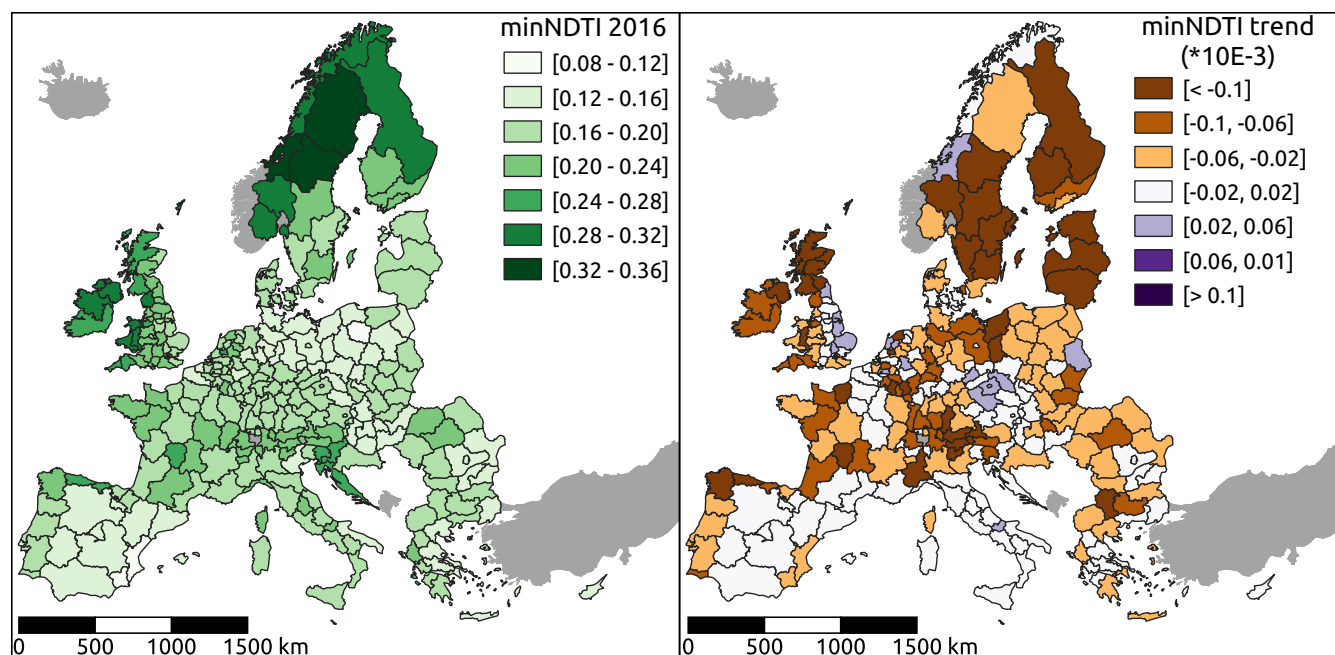 minNDTI 2016
[0.08 - 0.12]
[0.12 - 0.16]
[0.16 - 0.20]
[0.20 - 0.24]
[0.24 - 0.28]
[0.28 - 0.32]
[0.32 - 0.36]
0 500 1000 1500 km
minNDTI trend
(*10E-3)
[< -0.1]
[-0.1, -0.06]
[-0.06, -0.02]
[-0.02, 0.02]
[0.02, 0.06]
[0.06, 0.01]
[> 0.1]
0 500 1000 1500 km